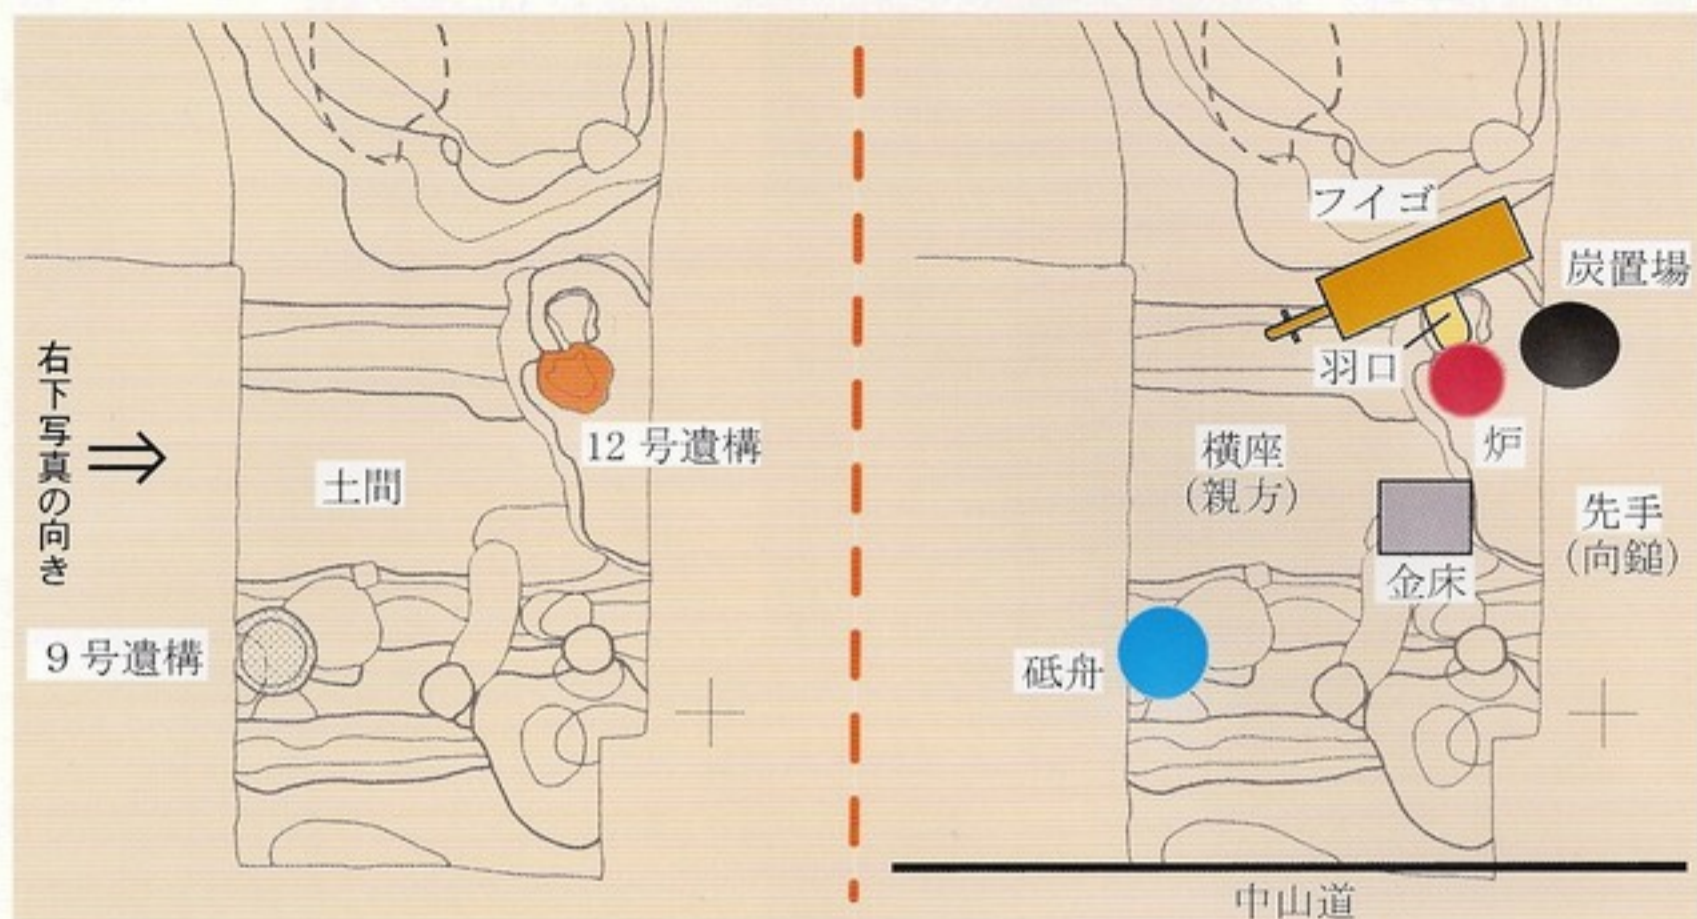 右下写真の向き
12号遺構
土間
9号遺構
フイゴ
炭置場
羽口
炉
横座
(親方)
先手
(向鎚)
金床
砥舟
中山道